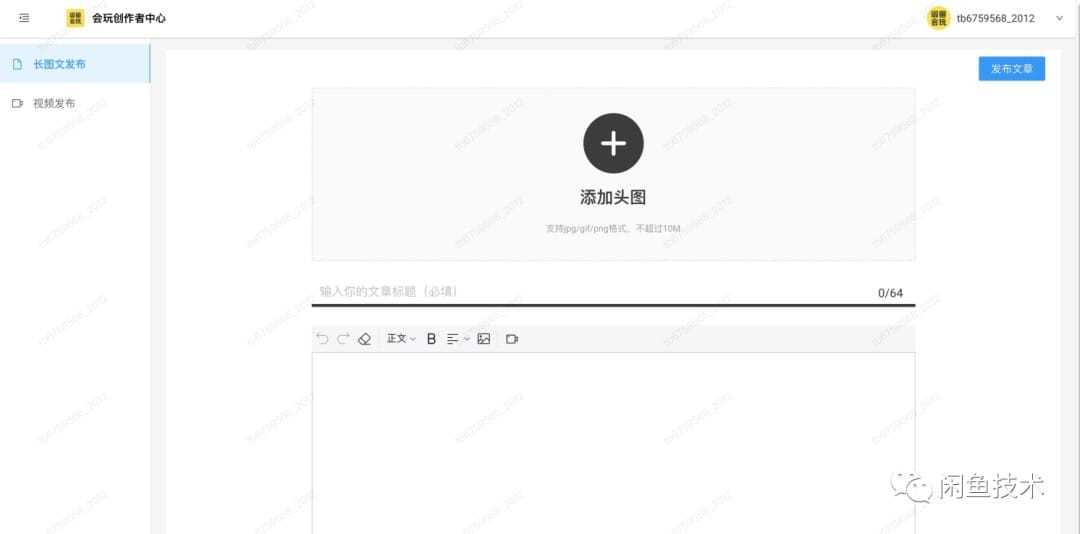 会玩创作者中心
tb6759568_2012
长图文发布
视频发布
发布文章
添加头图
支持jpg/gif/png格式，不超过10M
输入你的文章标题（必填）
0/64
正文
B
闲鱼技术